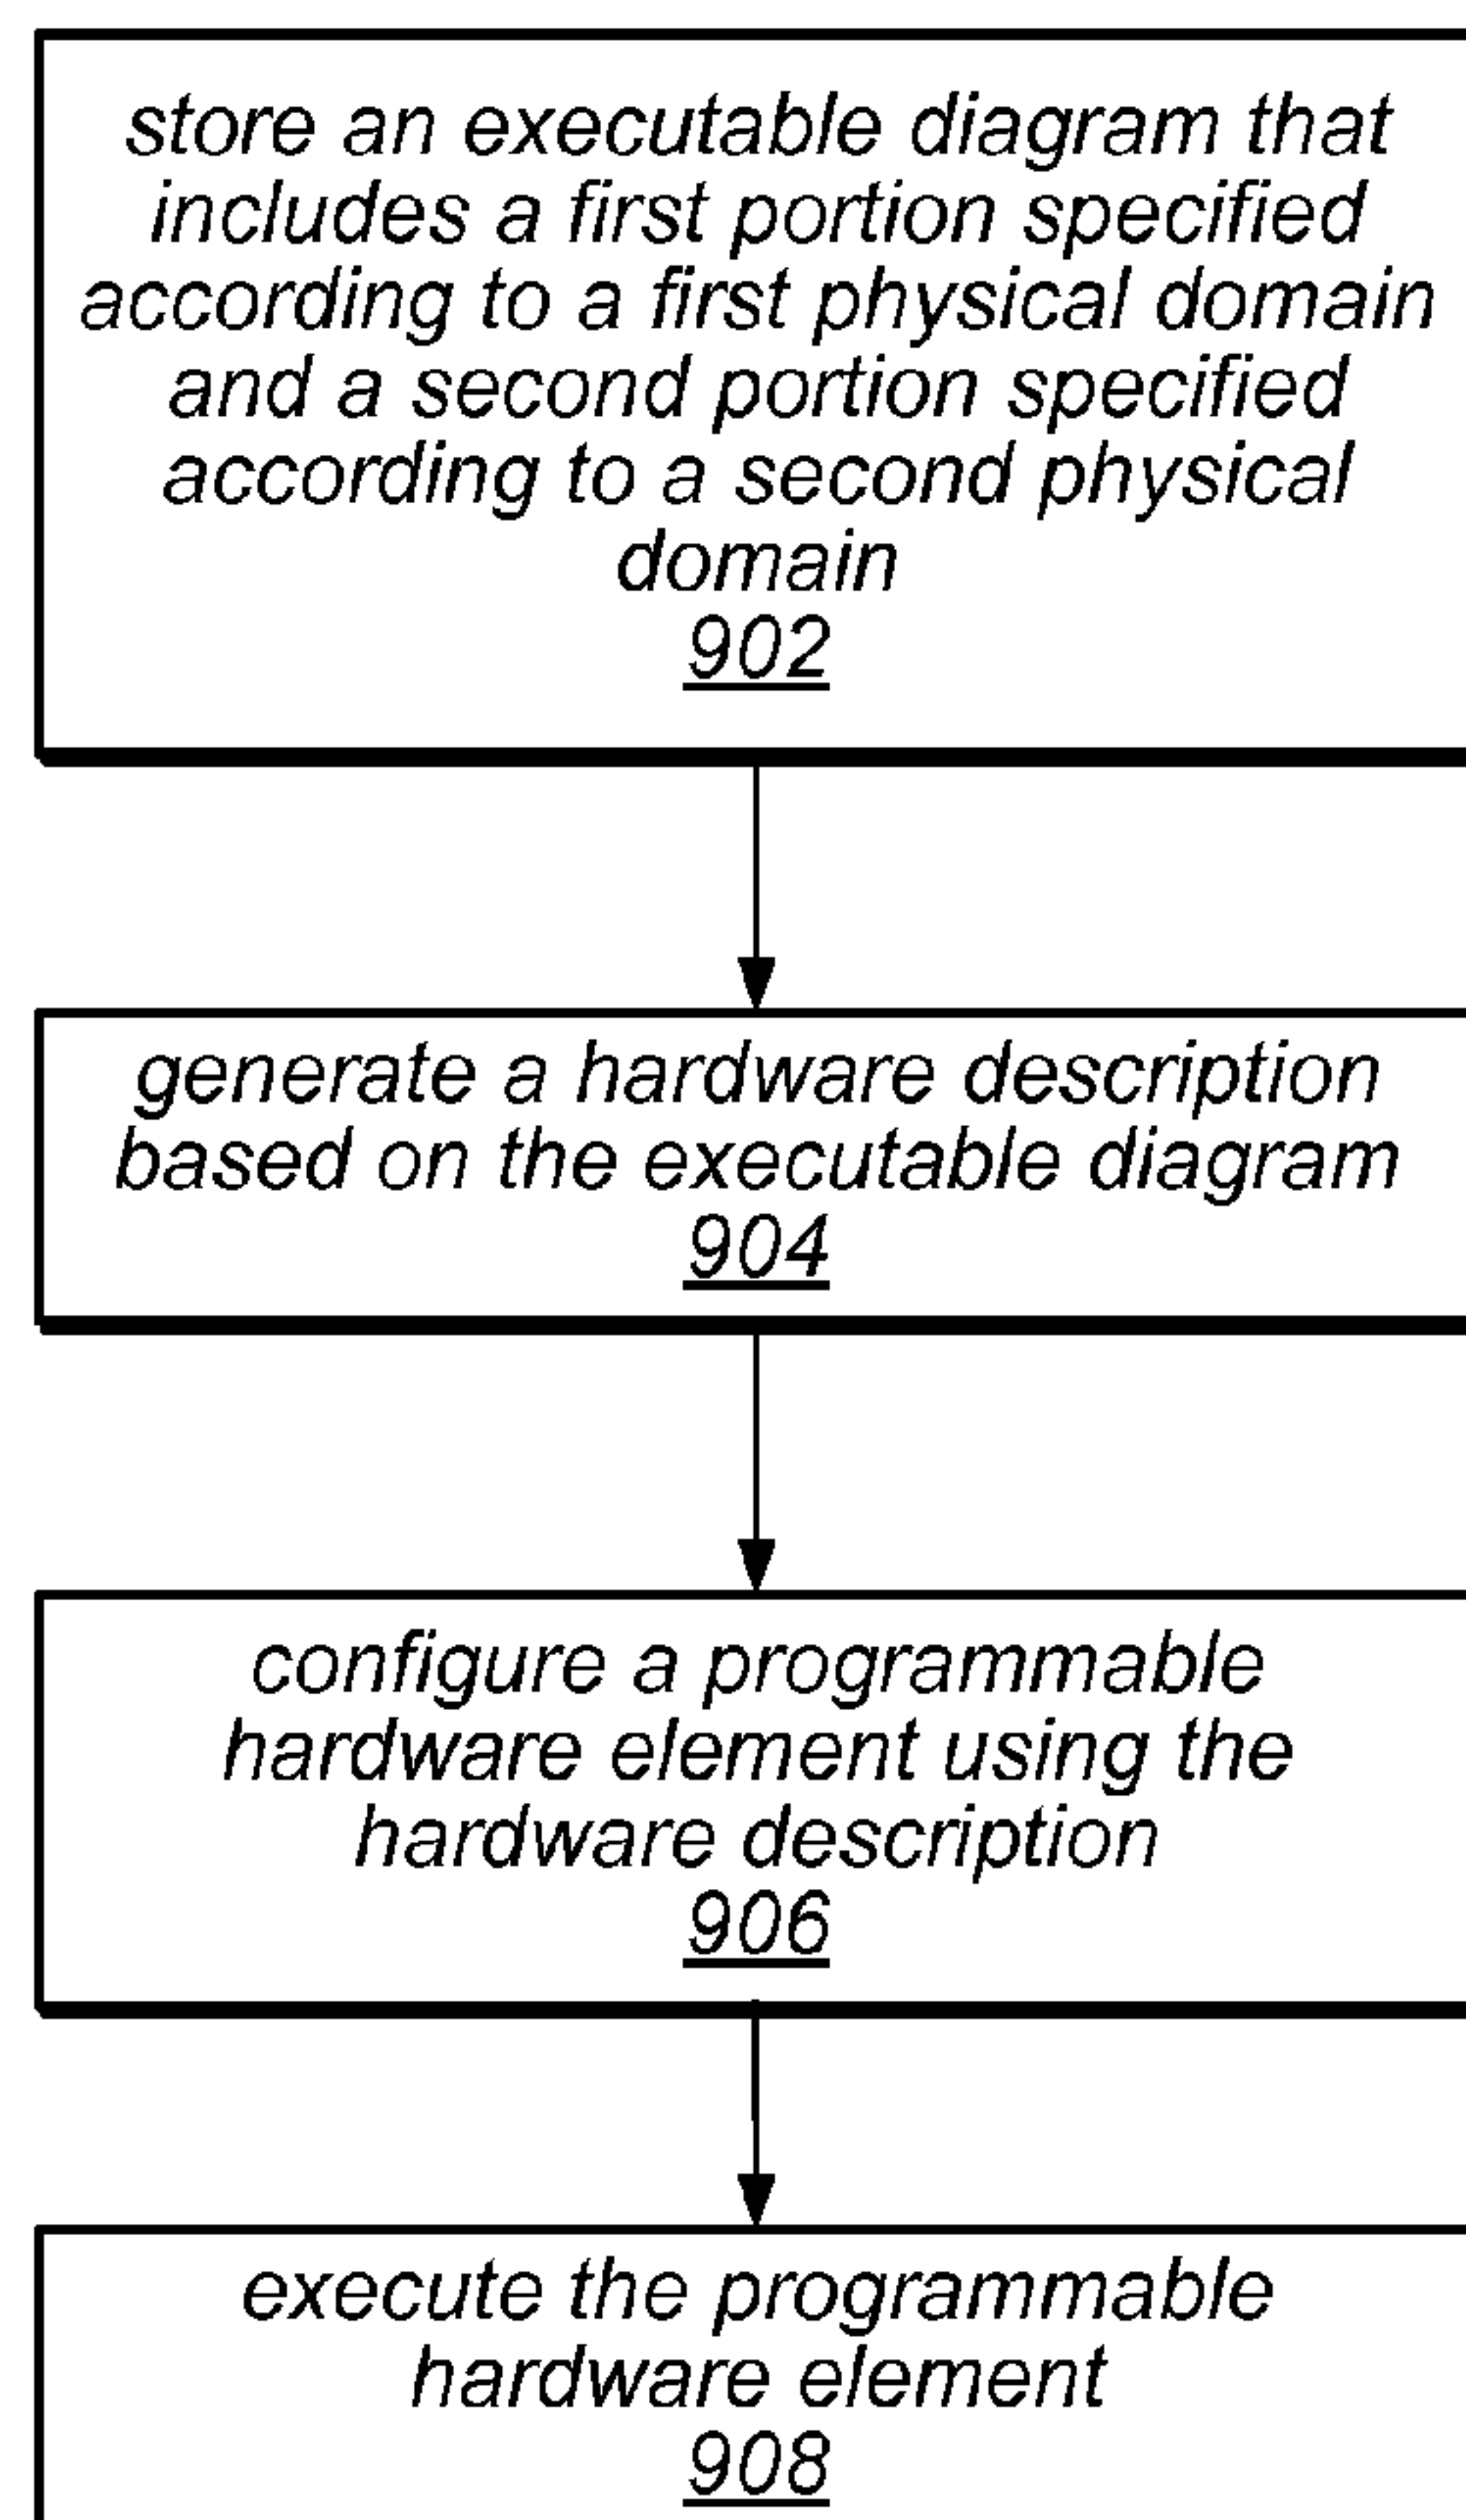 store an executable diagram that
includes a first portion specified
according to a first physical domain
and a second portion specified
according to a second physical
domain
902
generate a hardware description
based on the executable diagram
904
configure a programmable
hardware element using the
hardware description
906
execute the programmable
hardware element
908